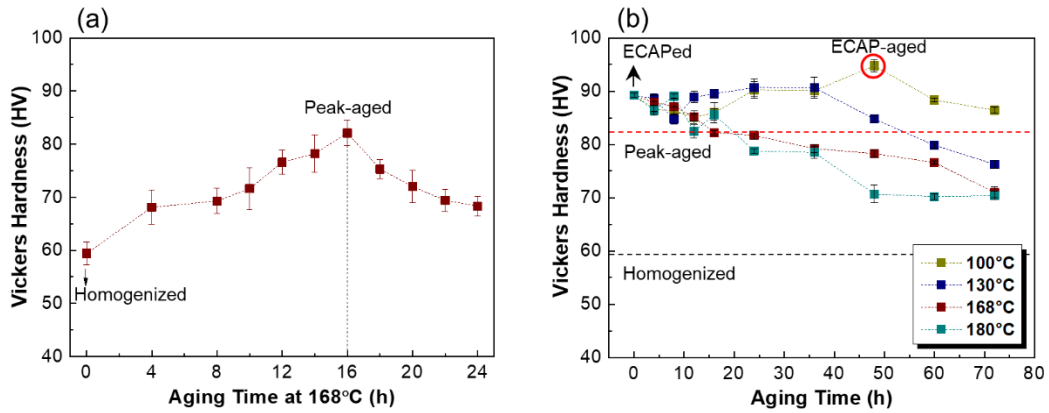 (a)
100
90
80
70
60
50
40
Vickers Hardness (HV)
Peak-aged
Homogenized
0 4 8 12 16 20 24
Aging Time at 168°C (h)
(b)
100
90
80
70
60
50
40
Vickers Hardness (HV)
ECAPed
ECAP-aged
Peak-aged
Homogenized
100°C
130°C
168°C
180°C
0 10 20 30 40 50 60 70 80
Aging Time (h)